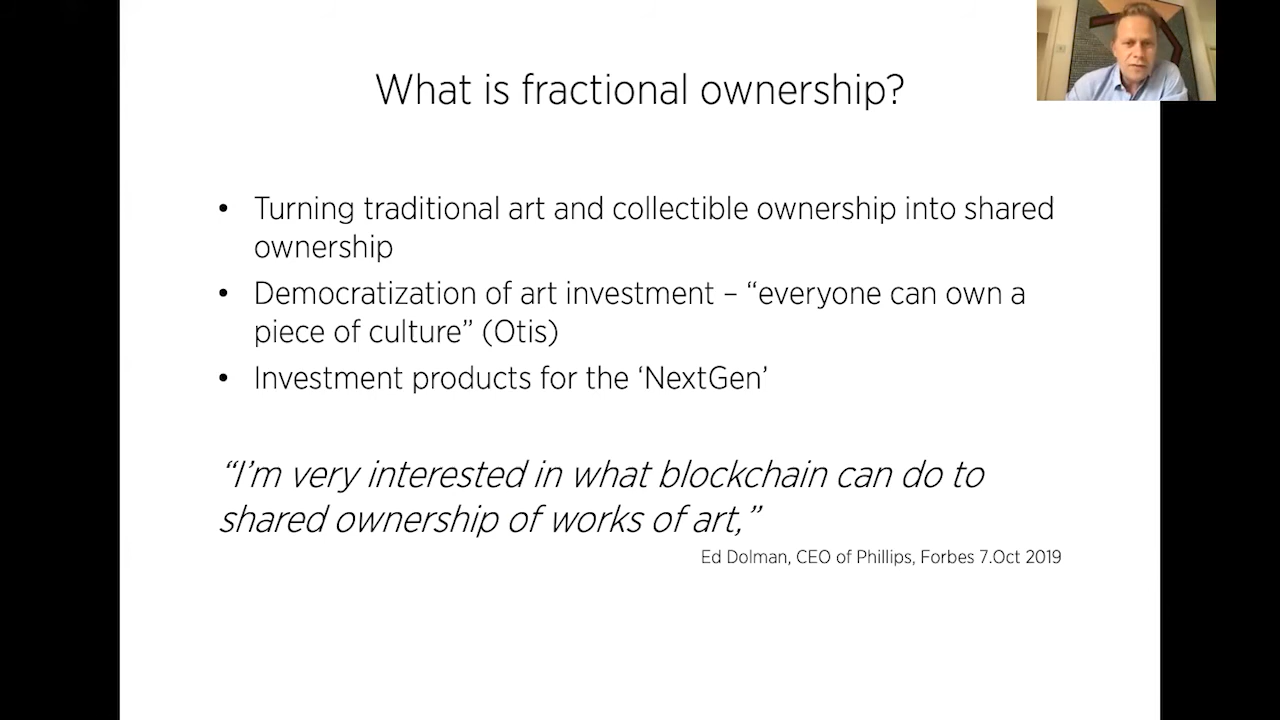 What is fractional ownership?
• Turning traditional art and collectible ownership into shared
ownership
• Democratization of art investment – “everyone can own a
piece of culture” (Otis)
• Investment products for the ‘NextGen’
“I’m very interested in what blockchain can do to
shared ownership of works of art,”
Ed Dolman, CEO of Phillips, Forbes 7.Oct 2019